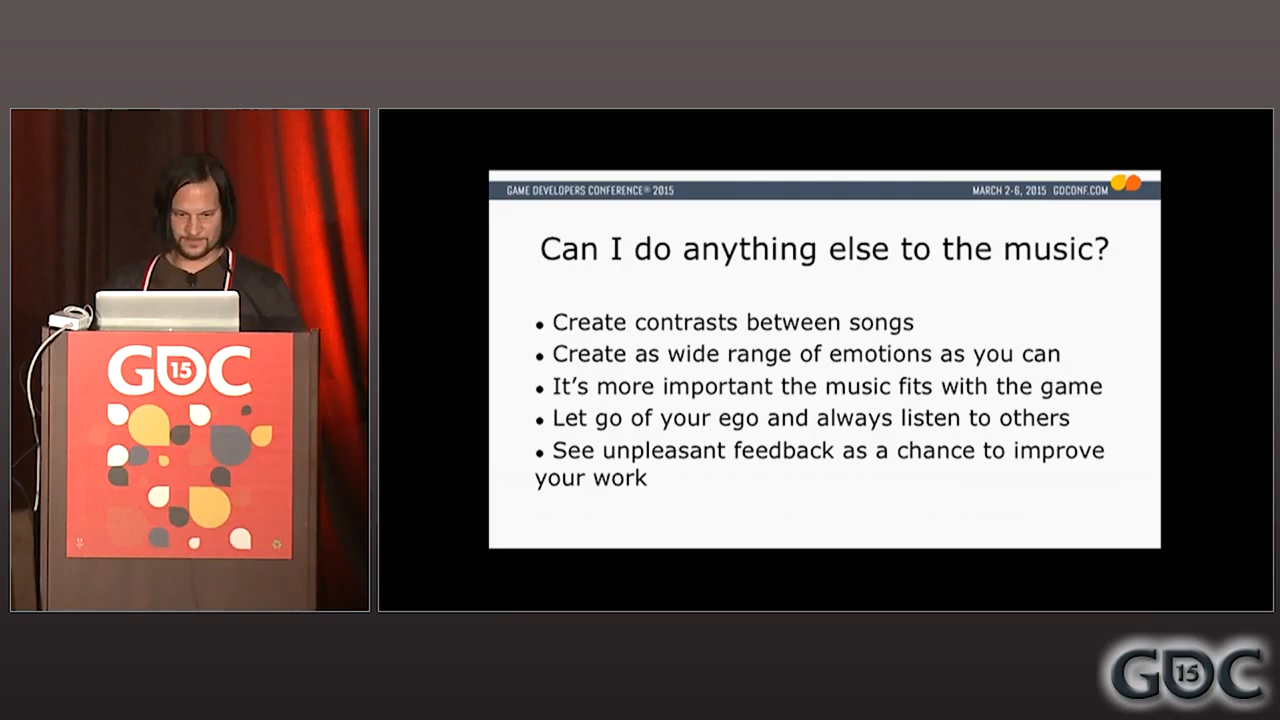 GDC
15
GAME DEVELOPERS CONFERENCE® 2015
MARCH 2-6, 2015 GDCONF.COM
Can I do anything else to the music?
• Create contrasts between songs
• Create as wide range of emotions as you can
• It’s more important the music fits with the game
• Let go of your ego and always listen to others
• See unpleasant feedback as a chance to improve
your work
GDC
15